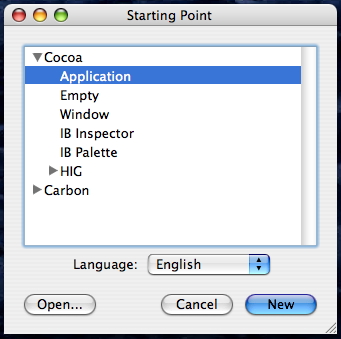 Starting Point
Cocoa
Application
Empty
Window
IB Inspector
IB Palette
HIG
Carbon
Language: English
Open... Cancel New